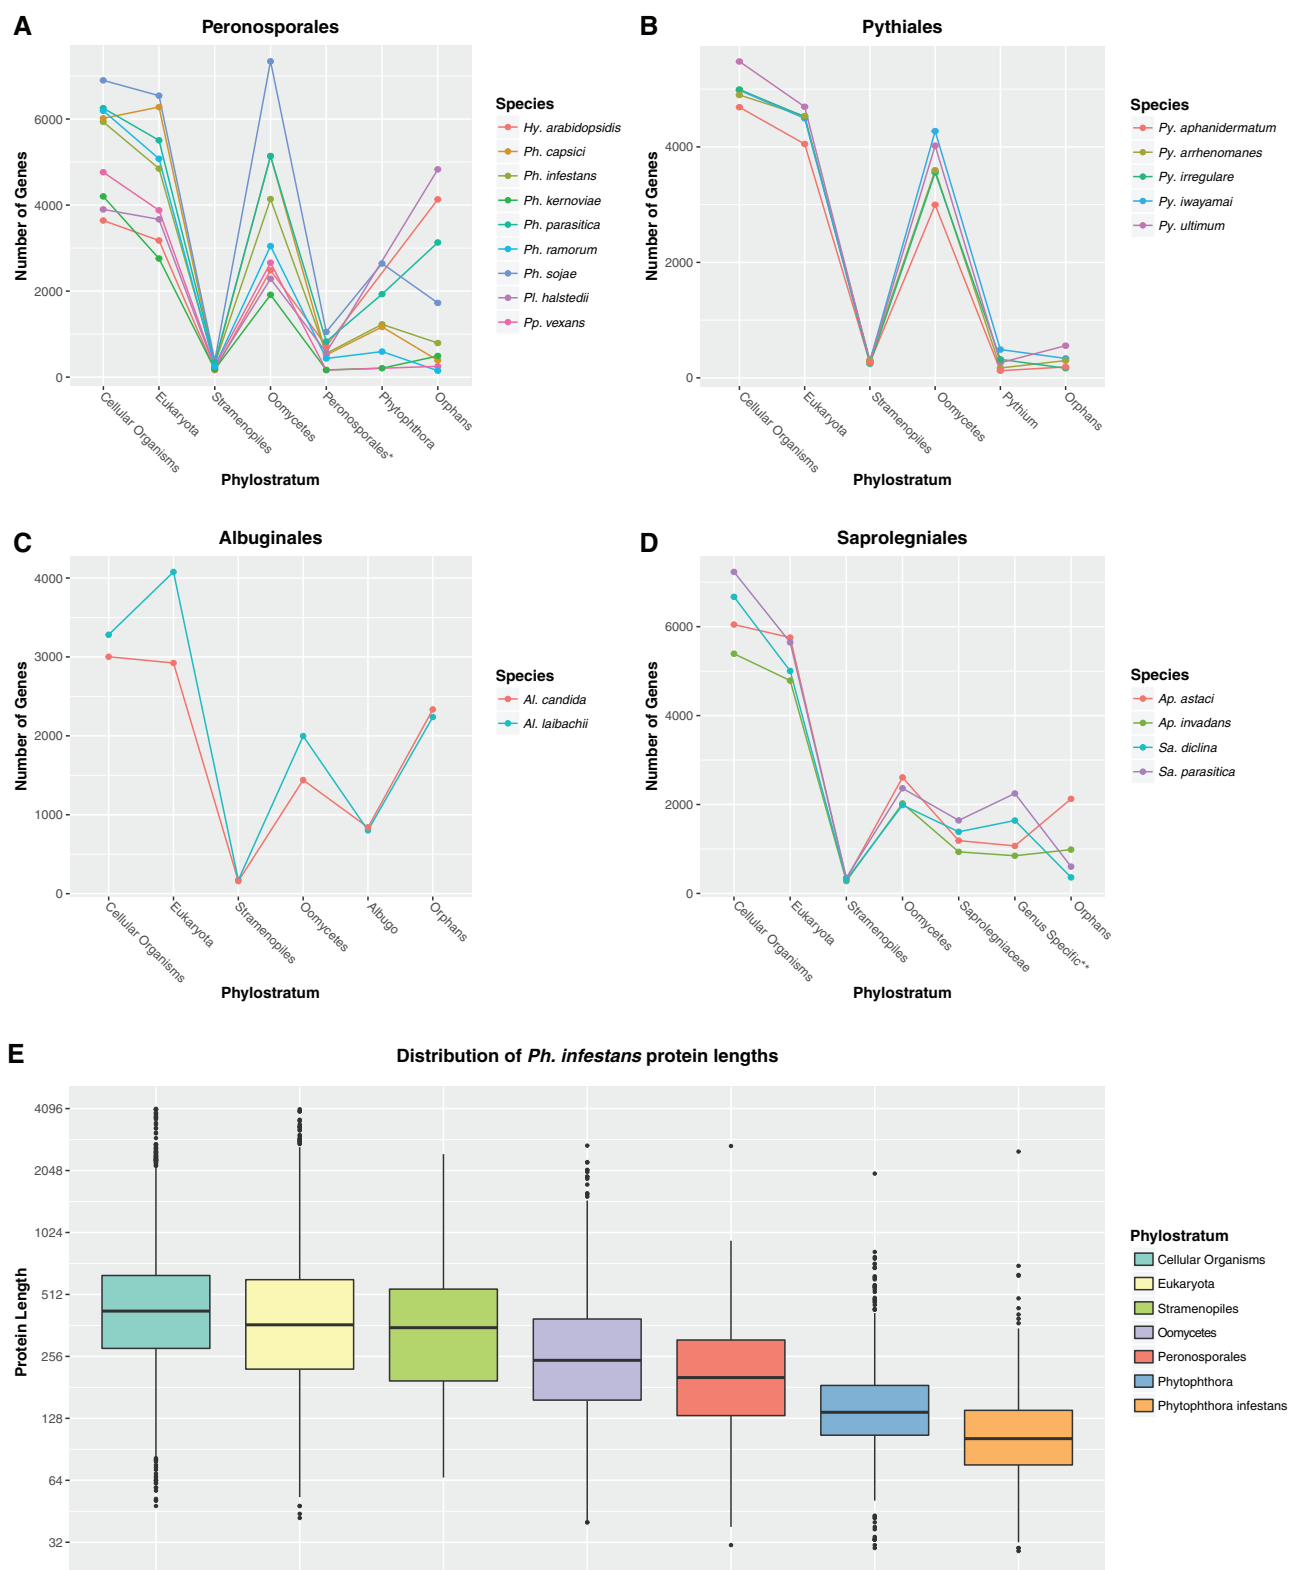 A
Peronosporales
Number of Genes
6000
4000
2000
0
Cellular Organisms
Eukaryota
Stramenopiles
Oomycetes
Peronosporales*
Phytophthora
Orphans
Phylostratum
Species
Hy. arabidopsidis
Ph. capsici
Ph. infestans
Ph. kernoviae
Ph. parasitica
Ph. ramorum
Ph. sojae
Pl. halstedii
Pp. vexans
B
Pythiales
Number of Genes
4000
2000
0
Cellular Organisms
Eukaryota
Stramenopiles
Oomycetes
Pythium
Orphans
Phylostratum
Species
Py. aphanidermatum
Py. arrhenomanes
Py. irregulare
Py. iwayamai
Py. ultimum
C
Albuginales
Number of Genes
4000
3000
2000
1000
0
Cellular Organisms
Eukaryota
Stramenopiles
Oomycetes
Albugo
Orphans
Phylostratum
Species
Al. candida
Al. laibachii
D
Saprolegniales
Number of Genes
6000
4000
2000
0
Cellular Organisms
Eukaryota
Stramenopiles
Oomycetes
Saprolegniaceae
Genus Specific**
Orphans
Phylostratum
Species
Ap. astaci
Ap. invadans
Sa. diclina
Sa. parasitica
E
Distribution of Ph. infestans protein lengths
Protein Length
4096
2048
1024
512
256
128
64
32
Phylostratum
Cellular Organisms
Eukaryota
Stramenopiles
Oomycetes
Peronosporales
Phytophthora
Phytophthora infestans